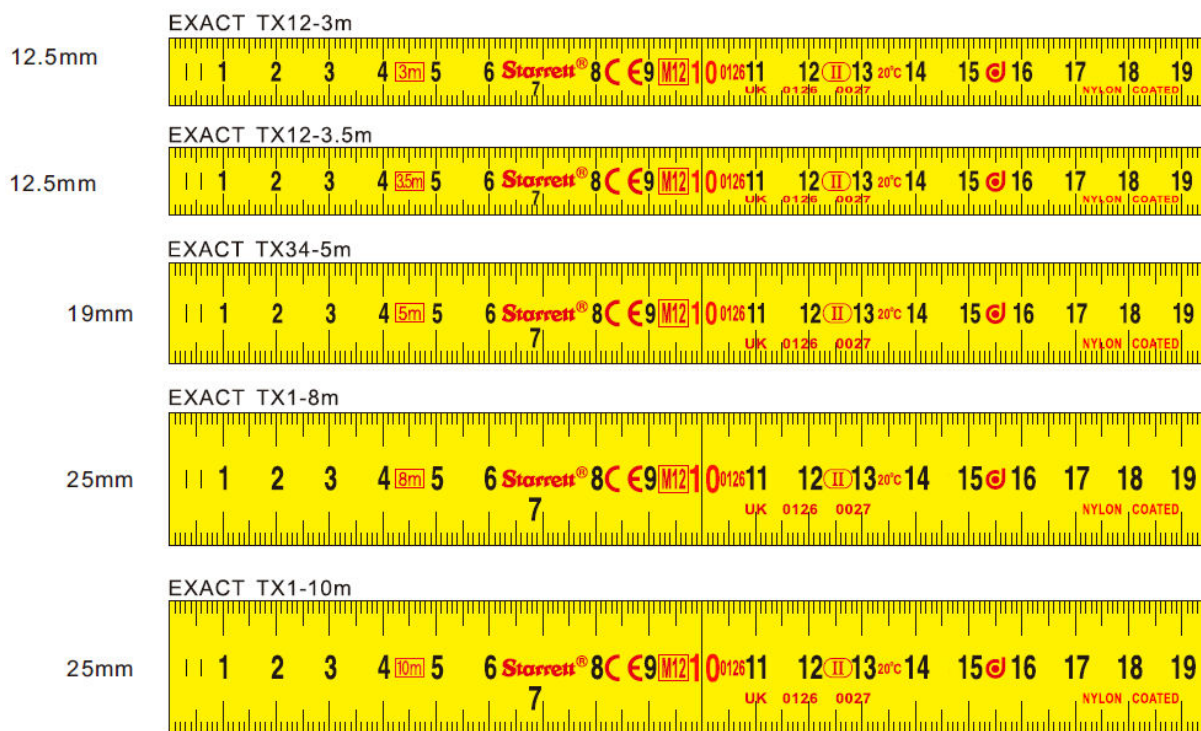 EXACT TX12-3m
12.5mm
1 2 3 4 3m 5 6 Starrett® 8 CE 9 M12 10 0126 11 12 II 13 20°C 14 15 d 16 17 18 19
7 UK 0126 0027 NYLON COATED
EXACT TX12-3.5m
12.5mm
1 2 3 4 3.5m 5 6 Starrett® 8 CE 9 M12 10 0126 11 12 II 13 20°C 14 15 d 16 17 18 19
7 UK 0126 0027 NYLON COATED
EXACT TX34-5m
19mm
1 2 3 4 5m 5 6 Starrett® 8 CE 9 M12 10 0126 11 12 II 13 20°C 14 15 d 16 17 18 19
7 UK 0126 0027 NYLON COATED
EXACT TX1-8m
25mm
1 2 3 4 8m 5 6 Starrett® 8 CE 9 M12 10 0126 11 12 II 13 20°C 14 15 d 16 17 18 19
7 UK 0126 0027 NYLON COATED
EXACT TX1-10m
25mm
1 2 3 4 10m 5 6 Starrett® 8 CE 9 M12 10 0126 11 12 II 13 20°C 14 15 d 16 17 18 19
7 UK 0126 0027 NYLON COATED